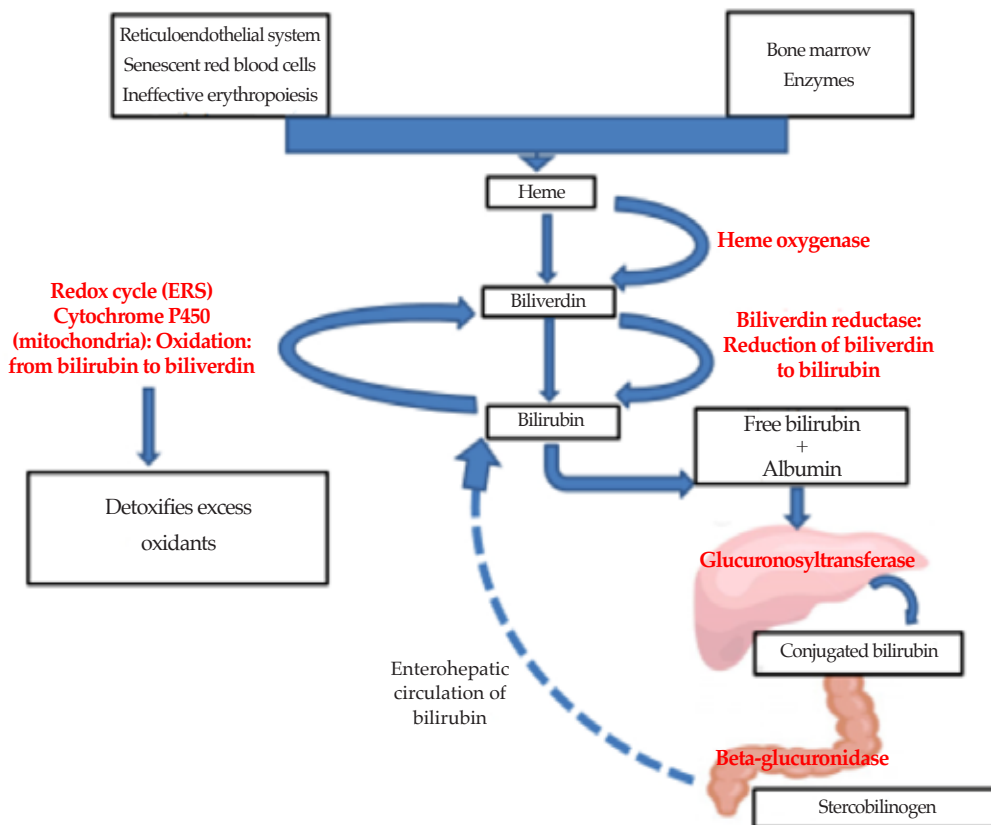 Reticuloendothelial system
Senescent red blood cells
Ineffective erythropoiesis
Bone marrow
Enzymes
Heme
Heme oxygenase
Redox cycle (ERS)
Cytochrome P450
(mitochondria): Oxidation:
from bilirubin to biliverdin
Biliverdin
Biliverdin reductase:
Reduction of biliverdin
to bilirubin
Bilirubin
Free bilirubin
+
Albumin
Detoxifies excess
oxidants
Glucuronosyltransferase
Conjugated bilirubin
Enterohepatic
circulation of
bilirubin
Beta-glucuronidase
Stercobilinogen